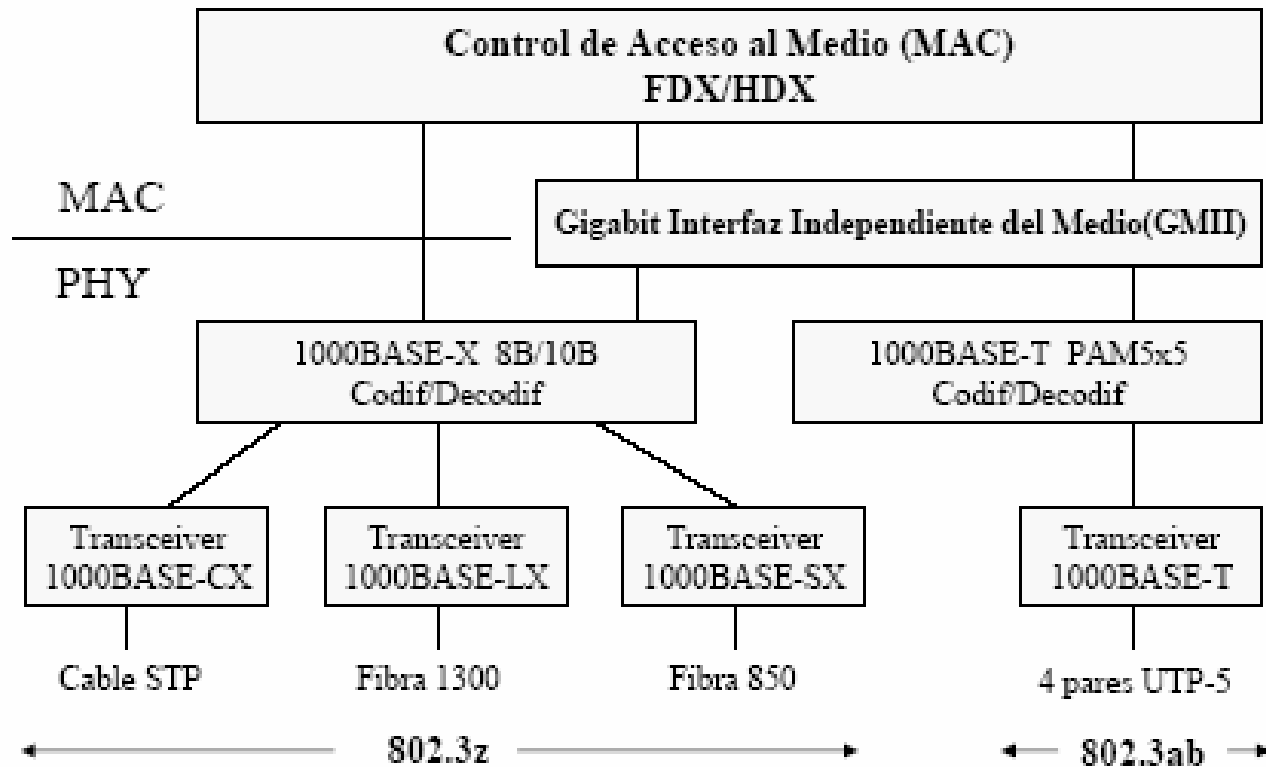 Control de Acceso al Medio (MAC)
FDX/HDX
MAC
Gigabit Interfaz Independiente del Medio(GMII)
PHY
1000BASE-X 8B/10B
Codif/Decodif
1000BASE-T PAM5x5
Codif/Decodif
Transceiver
1000BASE-CX
Transceiver
1000BASE-LX
Transceiver
1000BASE-SX
Transceiver
1000BASE-T
Cable STP
Fibra 1300
Fibra 850
4 pares UTP-5
802.3z
802.3ab